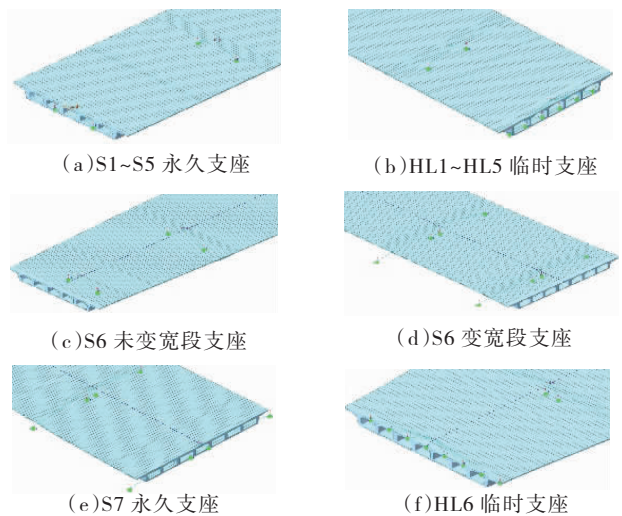 (a)S1~S5 永久支座
(b)HL1~HL5 临时支座
(c)S6 未变宽段支座
(d)S6 变宽段支座
(e)S7 永久支座
(f)HL6 临时支座